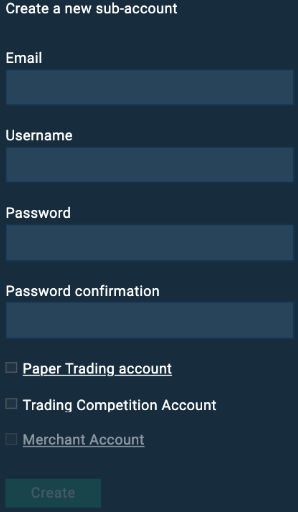 Create a new sub-account
Email
Username
Password
Password confirmation
Paper Trading account
Trading Competition Account
Merchant Account
Create